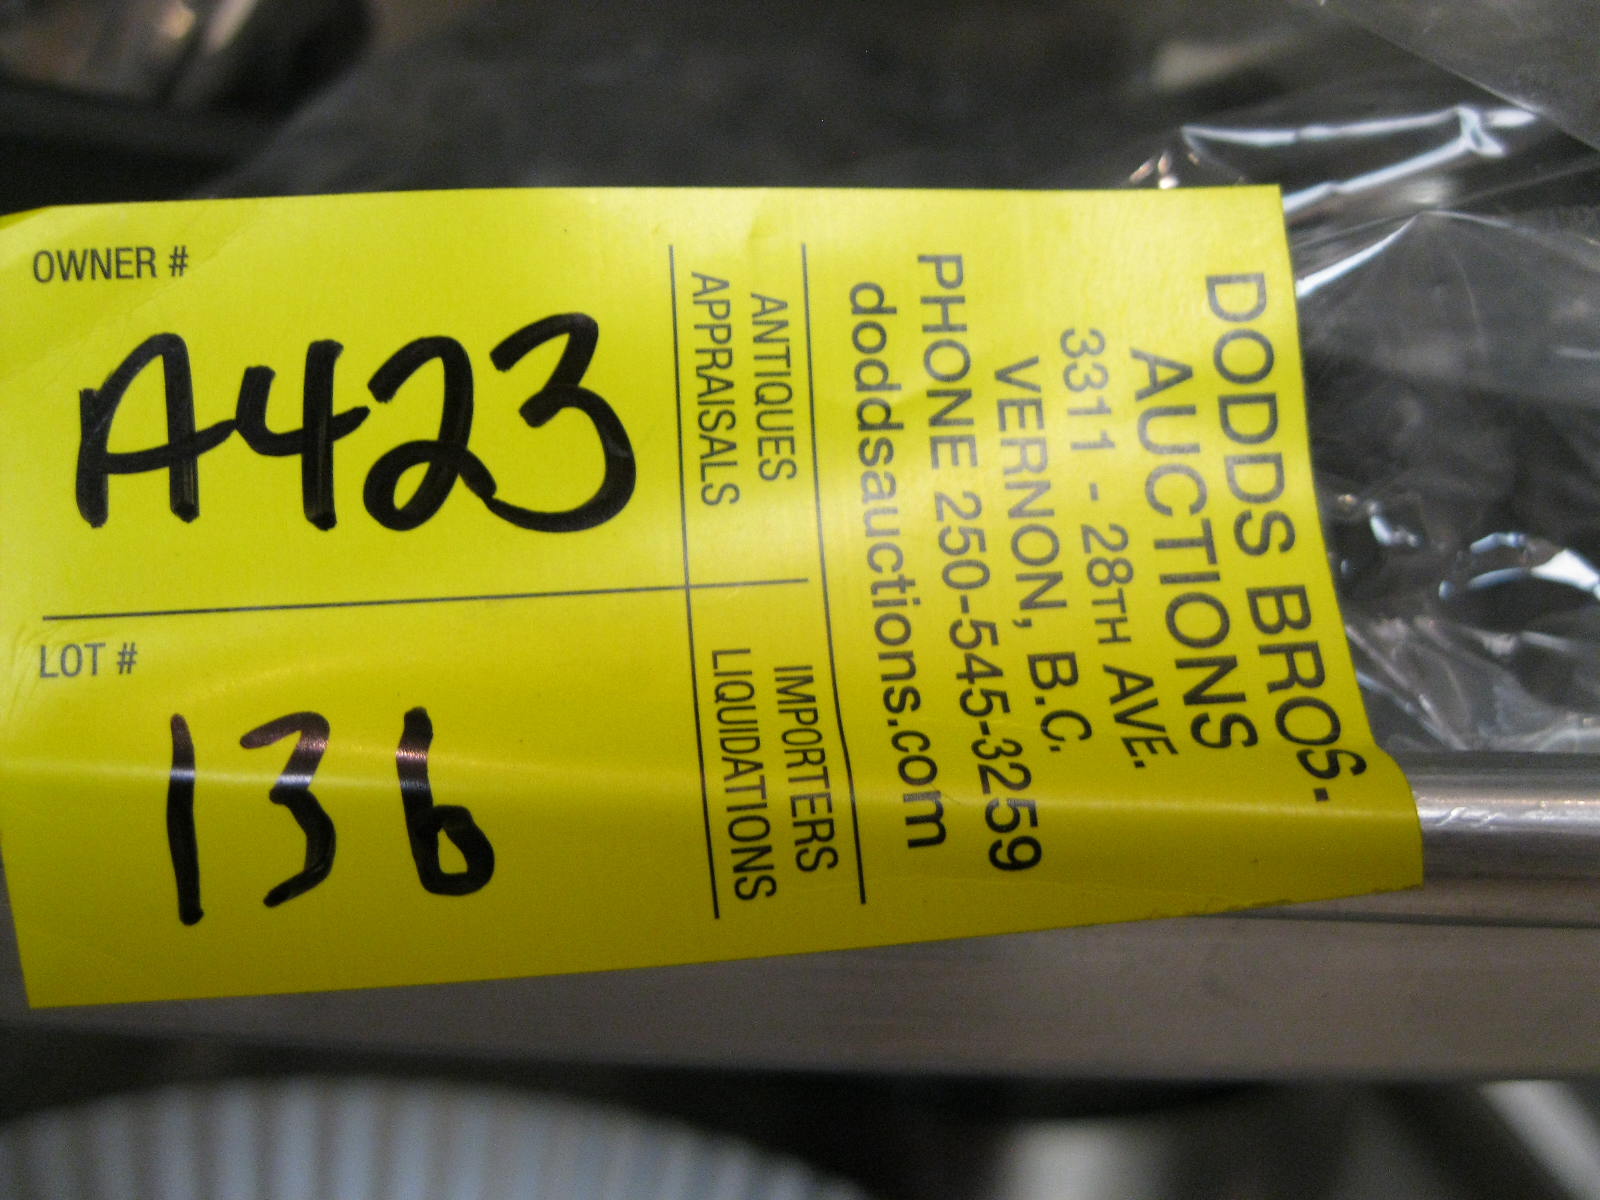 OWNER #
A423
LOT #
136
DODDS BROS.
AUCTIONS
3311 - 28TH AVE.
VERNON, B.C.
PHONE 250-545-3259
doddsauctions.com
ANTIQUES
APPRAISALS
IMPORTERS
LIQUIDATIONS